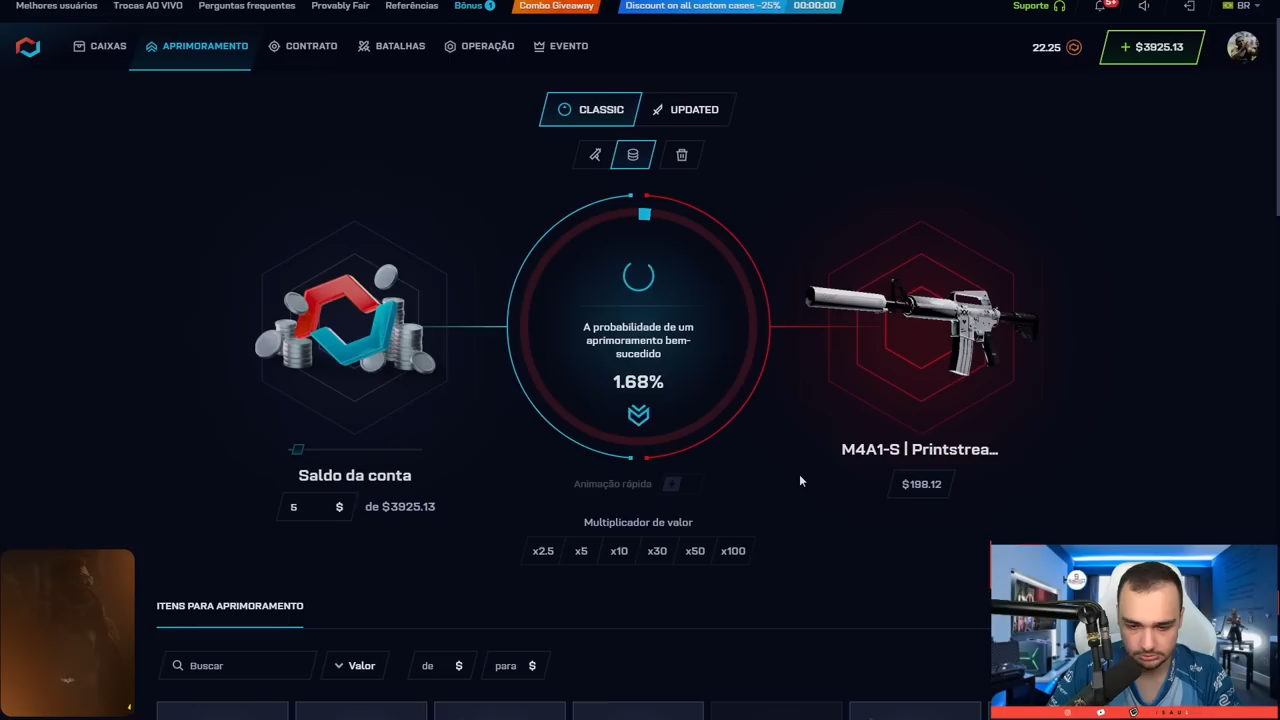 Melhores usuários Trocas AO VIVO Perguntas frequentes Provably Fair Referências Bônus 1 Combo Giveaway Discount on all custom cases ~25% 00:00:00 Suporte 5+ BR
CAIXAS APRIMORAMENTO CONTRATO BATALHAS OPERAÇÃO EVENTO 22.25 + $3925.13
CLASSIC UPDATED
A probabilidade de um
aprimoramento bem-
sucedido
1.68%
M4A1-S | Printstrea...
Saldo da conta
$198.12
Animação rápida
5 $ de $3925.13
Multiplicador de valor
x2.5 x5 x10 x30 x50 x100
ITENS PARA APRIMORAMENTO
Buscar Valor de $ para $